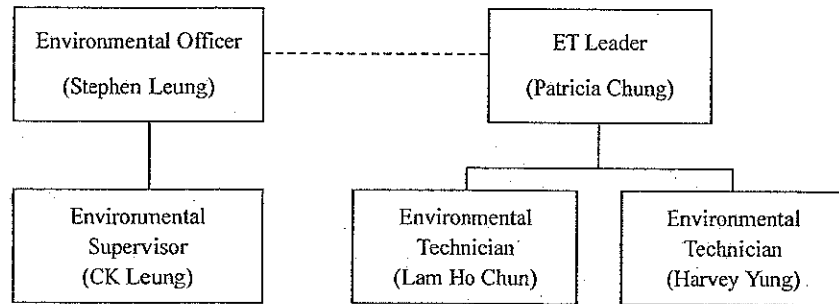 Environmental Officer
(Stephen Leung)
ET Leader
(Patricia Chung)
Environmental
Supervisor
(CK Leung)
Environmental
Technician
(Lam Ho Chun)
Environmental
Technician
(Harvey Yung)